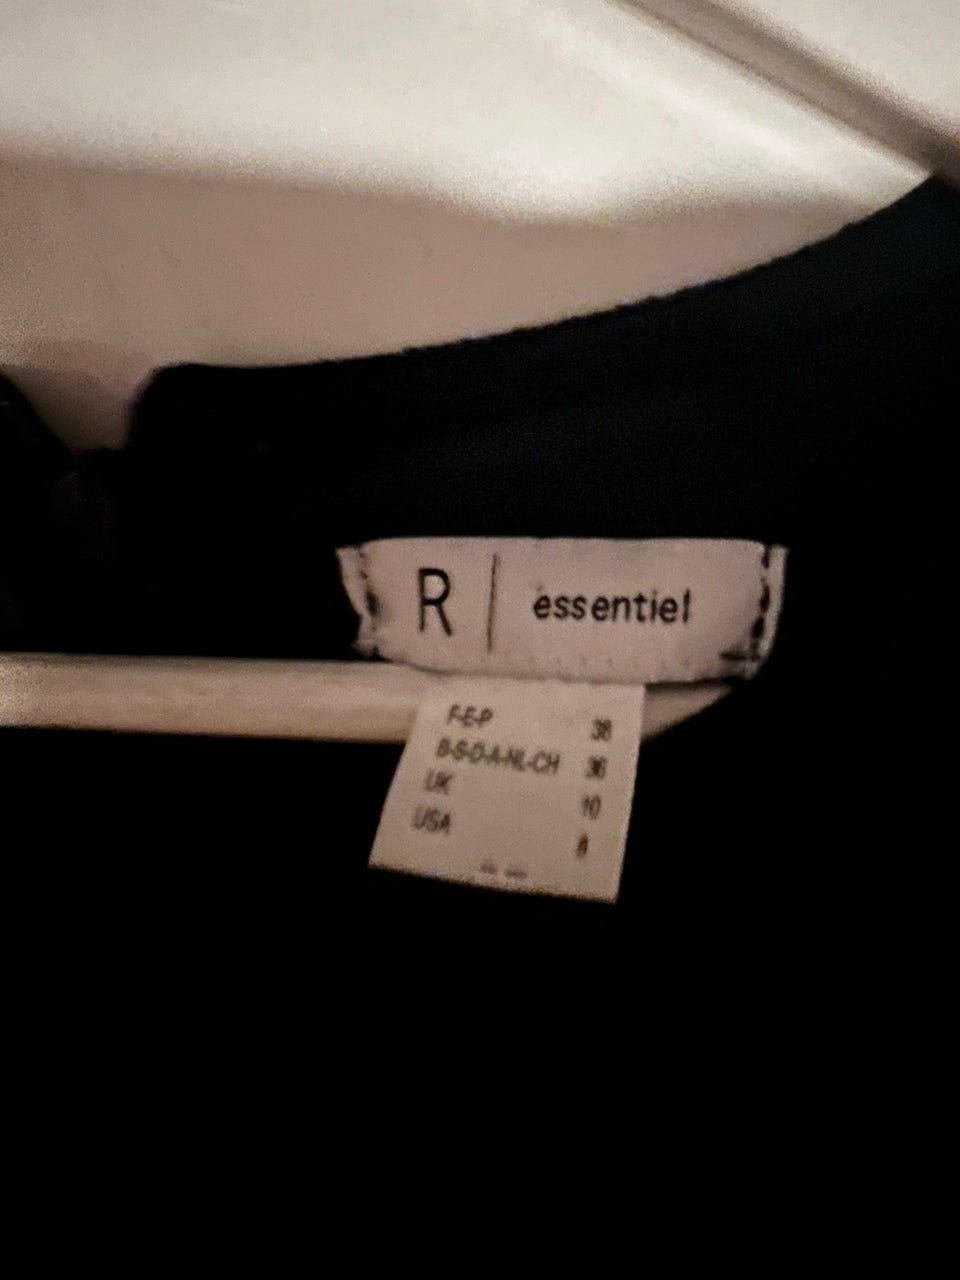 R | essentiel
F-E-P 38
B-S-D-A-NL-CH 36
UK 10
USA 8